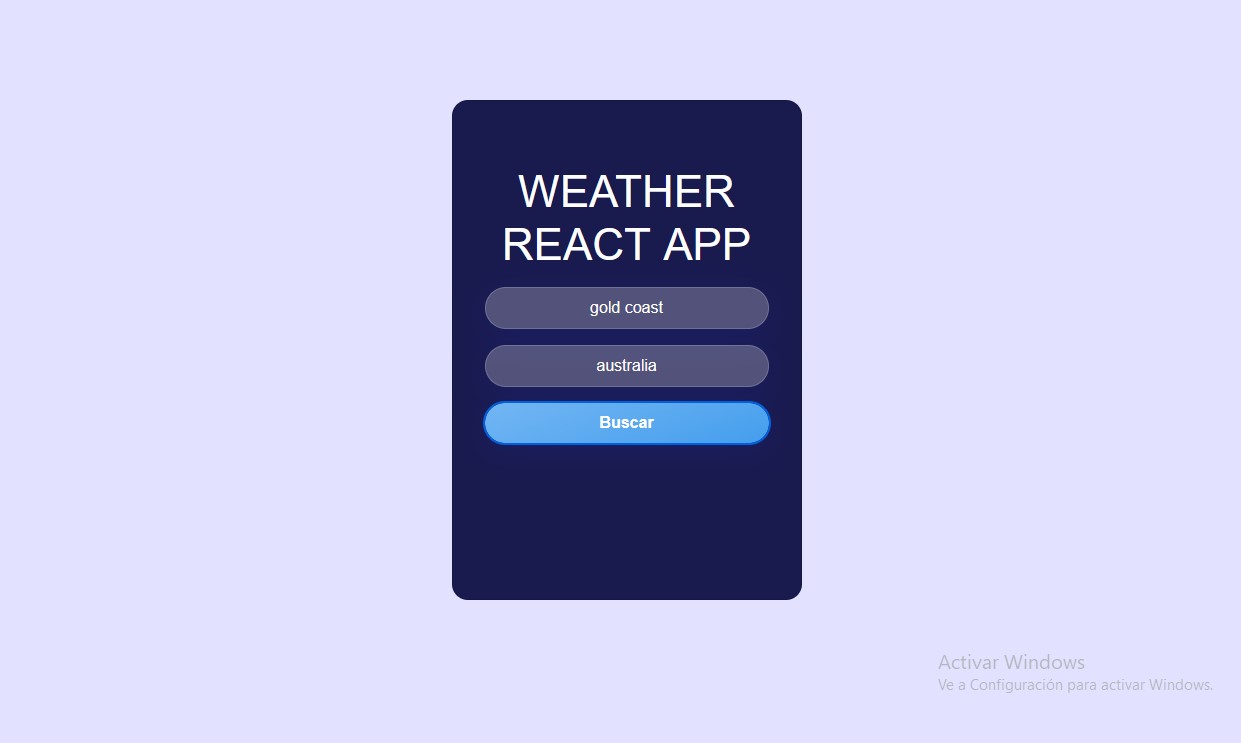 WEATHER
REACT APP
gold coast
australia
Buscar
Activar Windows
Ve a Configuración para activar Windows.